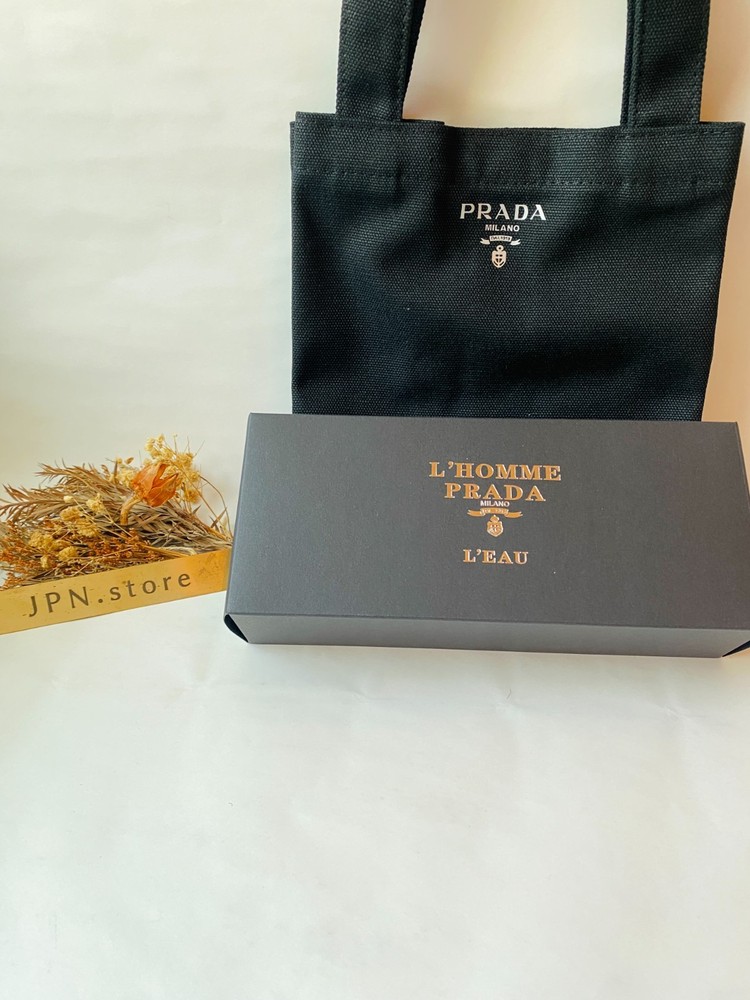 PRADA
MILANO
L'HOMME
PRADA
MILANO
L'EAU
JPN.store